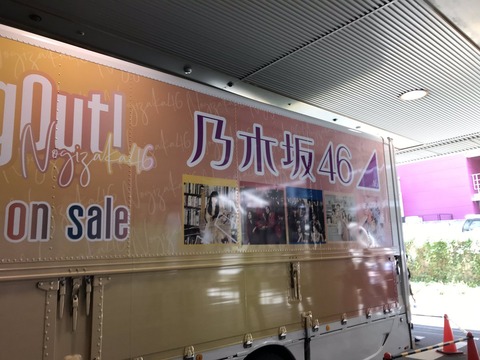 gOut!
Nogizaka46
乃木坂46
on sale